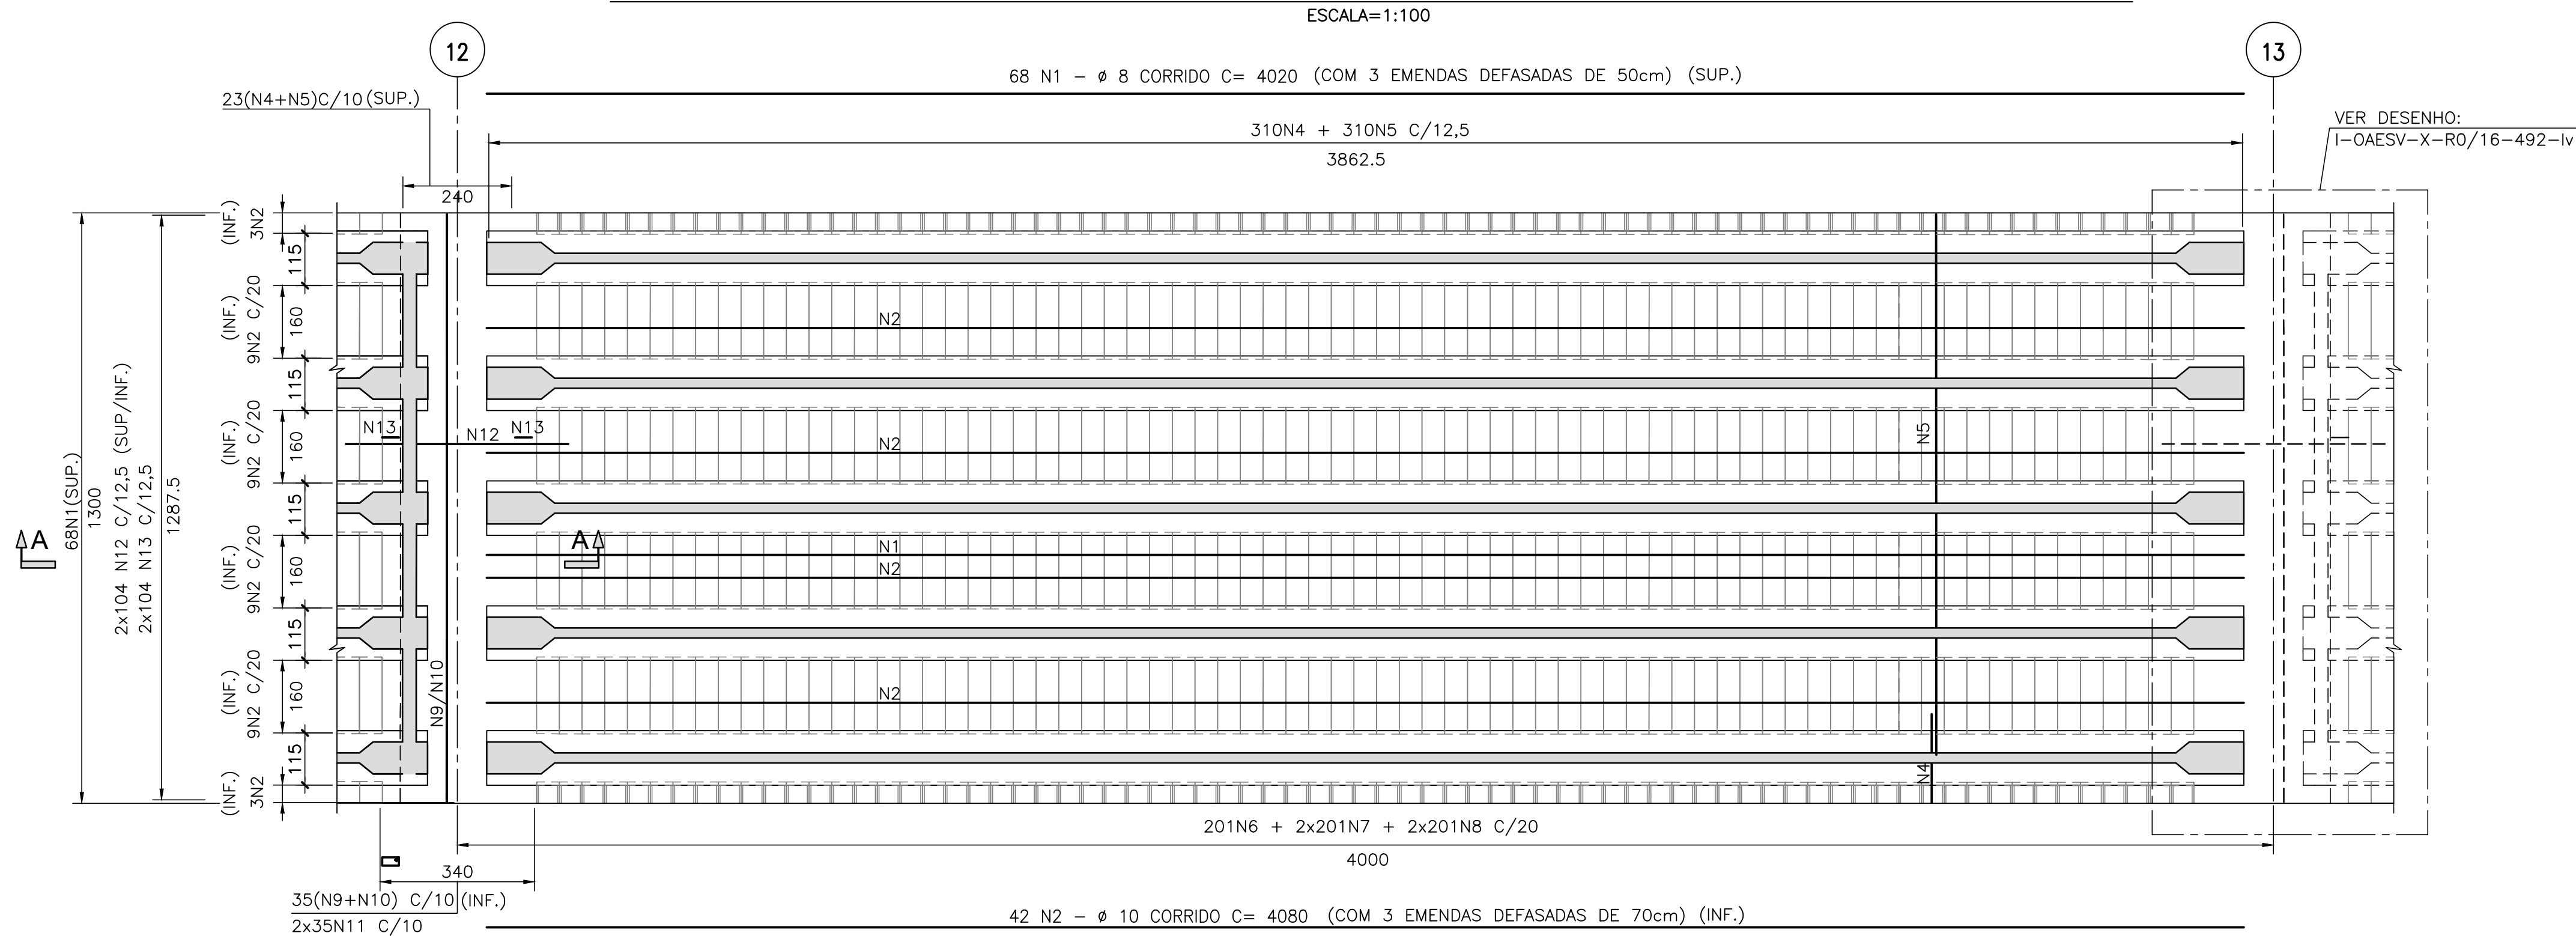 ESCALA=1:100
12
13
68 N1 - ø 8 CORRIDO C= 4020 (COM 3 EMENDAS DEFASADAS DE 50cm) (SUP.)
23(N4+N5)C/10(SUP.)
VER DESENHO:
I-OAESV-X-R0/16-492-Iv
310N4 + 310N5 C/12,5
3862.5
240
(INF.)
3N2
115
(INF.)
9N2 C/20
160
N2
115
(INF.)
9N2 C/20
160
N13
N12
N13
N2
N5
115
68N1(SUP.)
1300
2x104 N12 C/12,5 (SUP/INF.)
2x104 N13 C/12,5
1287.5
A
A
(INF.)
9N2 C/20
160
N1
N2
115
(INF.)
9N2 C/20
160
N9/N10
N2
115
(INF.)
3N2
N4
201N6 + 2x201N7 + 2x201N8 C/20
4000
340
35(N9+N10) C/10 (INF.)
2x35N11 C/10
42 N2 - ø 10 CORRIDO C= 4080 (COM 3 EMENDAS DEFASADAS DE 70cm) (INF.)